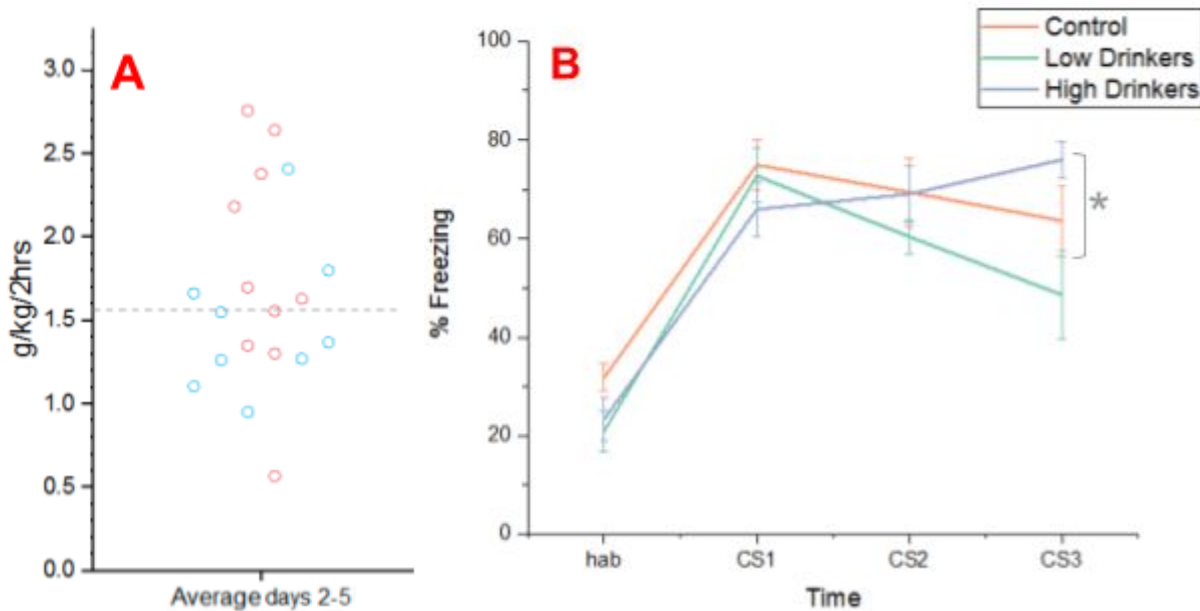 A
g/kg/2hrs
3.0
2.5
2.0
1.5
1.0
0.5
0.0
Average days 2-5
B
Control
Low Drinkers
High Drinkers
% Freezing
100
80
60
40
20
0
*
hab CS1 CS2 CS3
Time